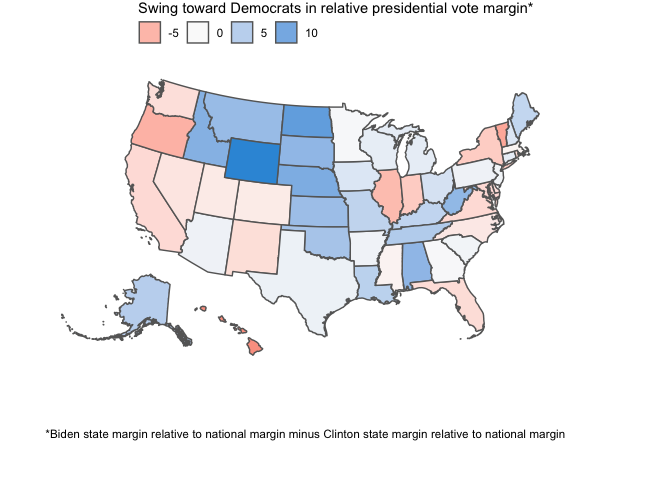 Swing toward Democrats in relative presidential vote margin*
-5 0 5 10
*Biden state margin relative to national margin minus Clinton state margin relative to national margin